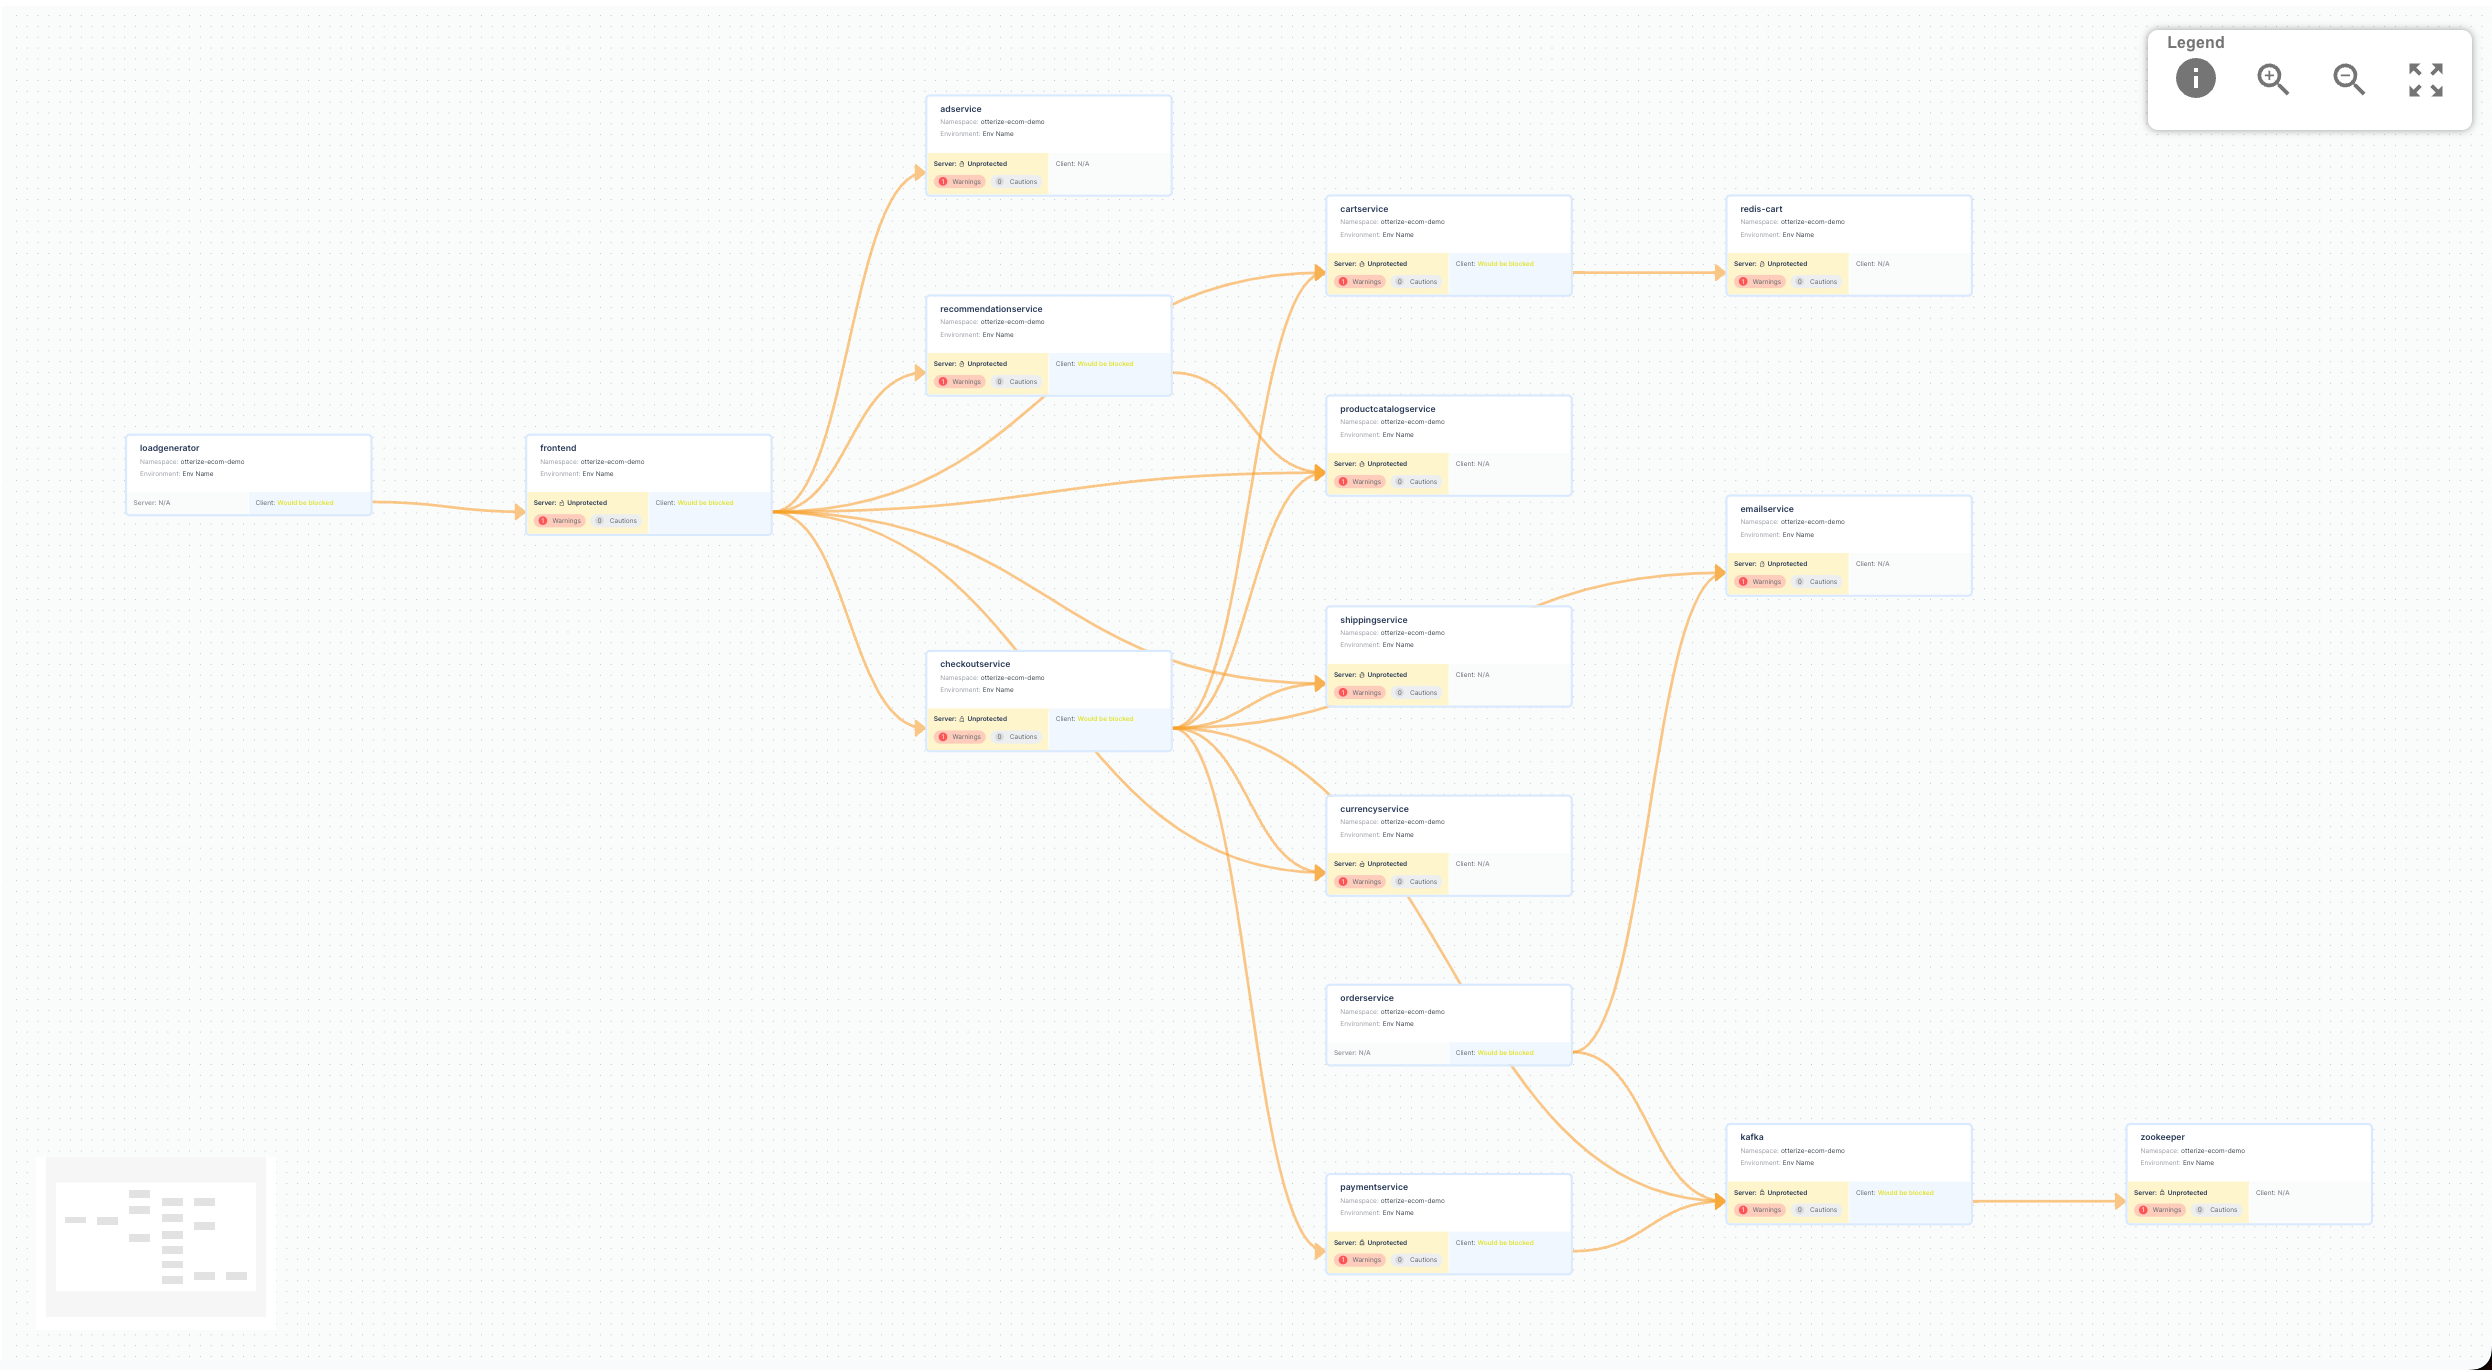 Legend
adservice
Namespace: otterize-ecom-demo
Environment: Env Name
Server: Unprotected
Client: N/A
1 Warnings 0 Cautions
cartservice
Namespace: otterize-ecom-demo
Environment: Env Name
Server: Unprotected
Client: Would be blocked
1 Warnings 0 Cautions
redis-cart
Namespace: otterize-ecom-demo
Environment: Env Name
Server: Unprotected
Client: N/A
1 Warnings 0 Cautions
recommendationservice
Namespace: otterize-ecom-demo
Environment: Env Name
Server: Unprotected
Client: Would be blocked
1 Warnings 0 Cautions
productcatalogservice
Namespace: otterize-ecom-demo
Environment: Env Name
Server: Unprotected
Client: N/A
1 Warnings 0 Cautions
loadgenerator
Namespace: otterize-ecom-demo
Environment: Env Name
Server: N/A
Client: Would be blocked
frontend
Namespace: otterize-ecom-demo
Environment: Env Name
Server: Unprotected
Client: Would be blocked
1 Warnings 0 Cautions
emailservice
Namespace: otterize-ecom-demo
Environment: Env Name
Server: Unprotected
Client: N/A
1 Warnings 0 Cautions
shippingservice
Namespace: otterize-ecom-demo
Environment: Env Name
Server: Unprotected
Client: N/A
1 Warnings 0 Cautions
checkoutservice
Namespace: otterize-ecom-demo
Environment: Env Name
Server: Unprotected
Client: Would be blocked
1 Warnings 0 Cautions
currencyservice
Namespace: otterize-ecom-demo
Environment: Env Name
Server: Unprotected
Client: N/A
1 Warnings 0 Cautions
orderservice
Namespace: otterize-ecom-demo
Environment: Env Name
Server: N/A
Client: Would be blocked
kafka
Namespace: otterize-ecom-demo
Environment: Env Name
Server: Unprotected
Client: Would be blocked
1 Warnings 0 Cautions
zookeeper
Namespace: otterize-ecom-demo
Environment: Env Name
Server: Unprotected
Client: N/A
1 Warnings 0 Cautions
paymentservice
Namespace: otterize-ecom-demo
Environment: Env Name
Server: Unprotected
Client: Would be blocked
1 Warnings 0 Cautions